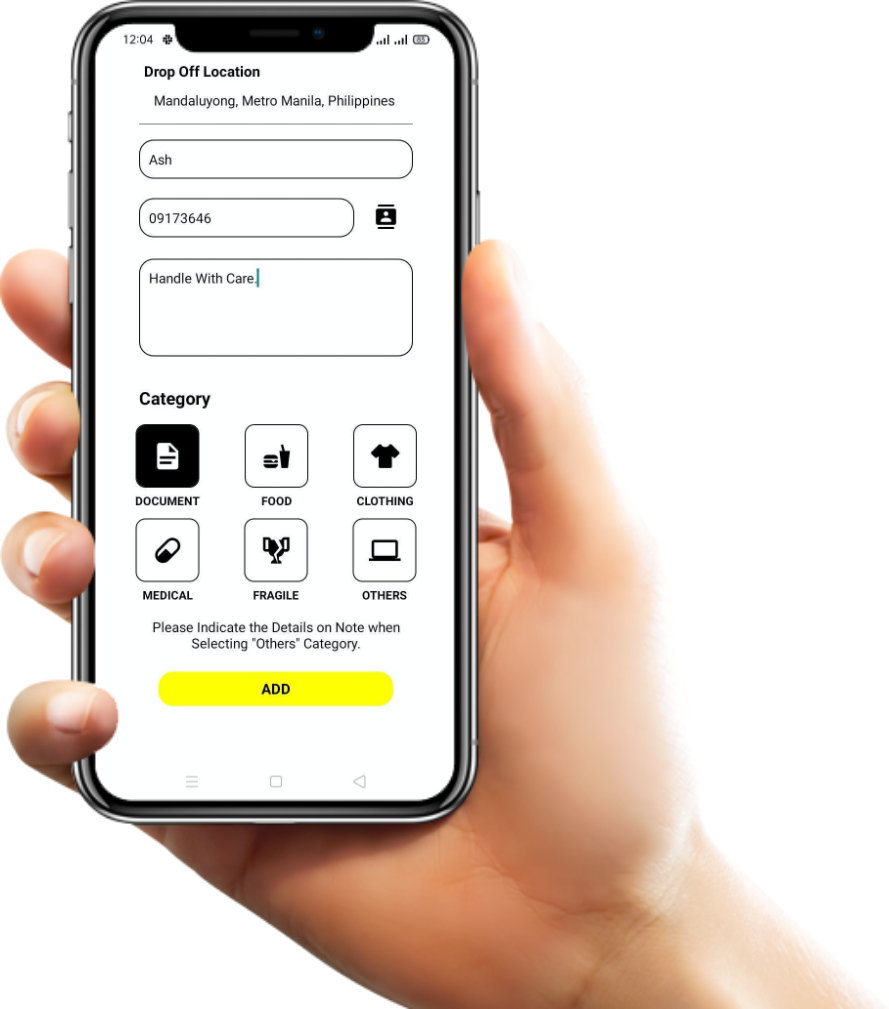 12:04
Drop Off Location
Mandaluyong, Metro Manila, Philippines
Ash
09173646
Handle With Care.
Category
DOCUMENT FOOD CLOTHING
MEDICAL FRAGILE OTHERS
Please Indicate the Details on Note when
Selecting "Others" Category.
ADD